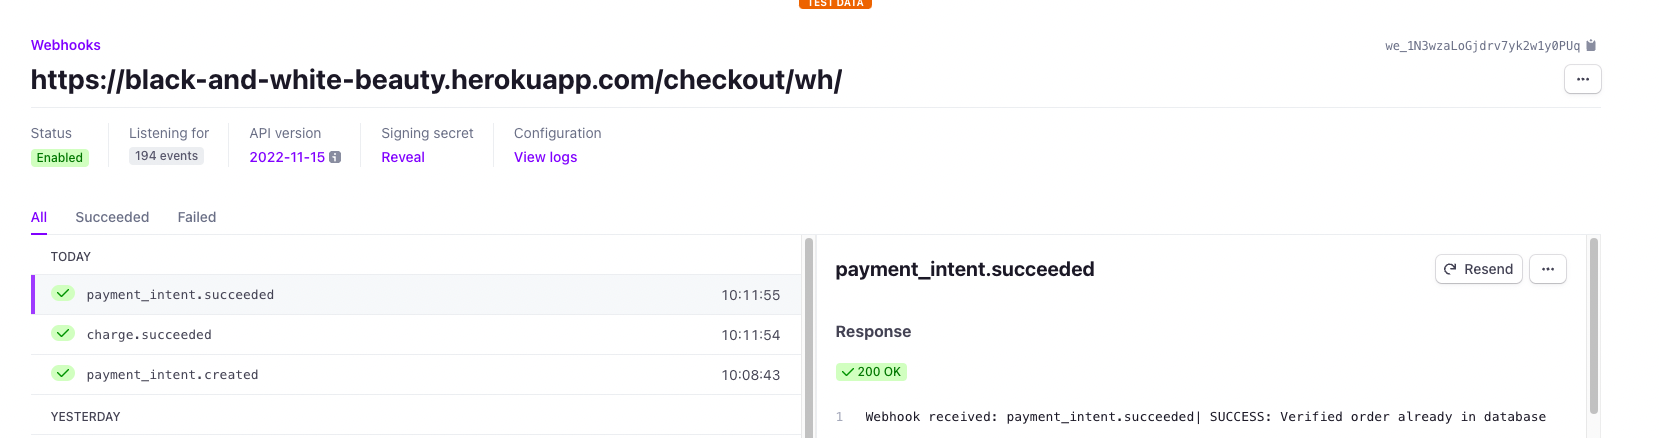 TEST DATA
Webhooks
we_1N3wzaLoGjdrv7yk2w1y0PUq
https://black-and-white-beauty.herokuapp.com/checkout/wh/
Status Listening for API version Signing secret Configuration
Enabled 194 events 2022-11-15 Reveal View logs
All Succeeded Failed
TODAY
payment_intent.succeeded 10:11:55
charge.succeeded 10:11:54
payment_intent.created 10:08:43
YESTERDAY
payment_intent.succeeded
Resend
Response
200 OK
1 Webhook received: payment_intent.succeeded| SUCCESS: Verified order already in database